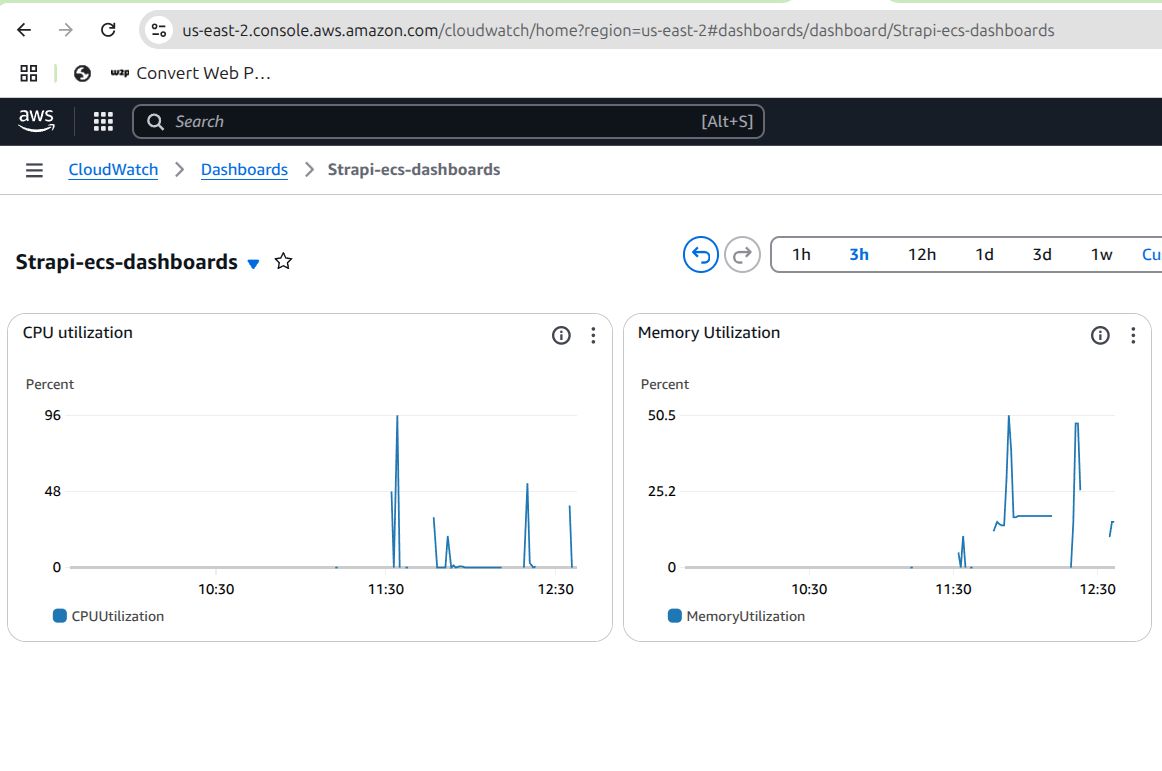 us-east-2.console.aws.amazon.com/cloudwatch/home?region=us-east-2#dashboards/dashboard/Strapi-ecs-dashboards
w2p Convert Web P…
aws Search [Alt+S]
CloudWatch Dashboards Strapi-ecs-dashboards
Strapi-ecs-dashboards 1h 3h 12h 1d 3d 1w Cu
CPU utilization
Percent
96
48
0
10:30 11:30 12:30
CPUUtilization
Memory Utilization
Percent
50.5
25.2
0
10:30 11:30 12:30
MemoryUtilization